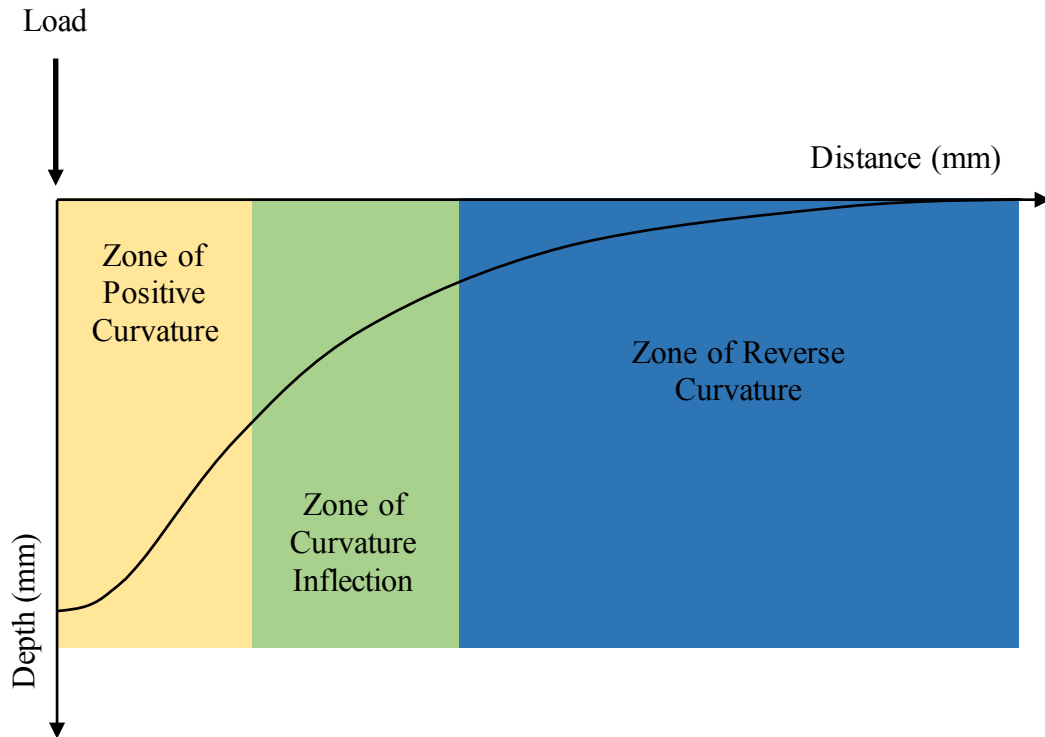 Load
Distance (mm)
Zone of
Positive
Curvature
Zone of Reverse
Curvature
Zone of
Curvature
Inflection
Depth (mm)